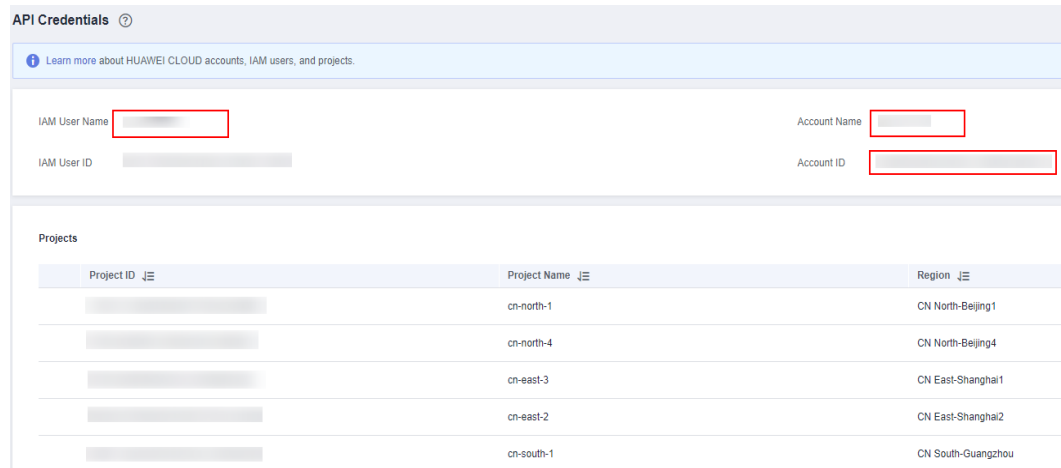 API Credentials ?
Learn more about HUAWEI CLOUD accounts, IAM users, and projects.
IAM User Name
Account Name
IAM User ID
Account ID
Projects
Project ID
Project Name
Region
cn-north-1
CN North-Beijing1
cn-north-4
CN North-Beijing4
cn-east-3
CN East-Shanghai1
cn-east-2
CN East-Shanghai2
cn-south-1
CN South-Guangzhou